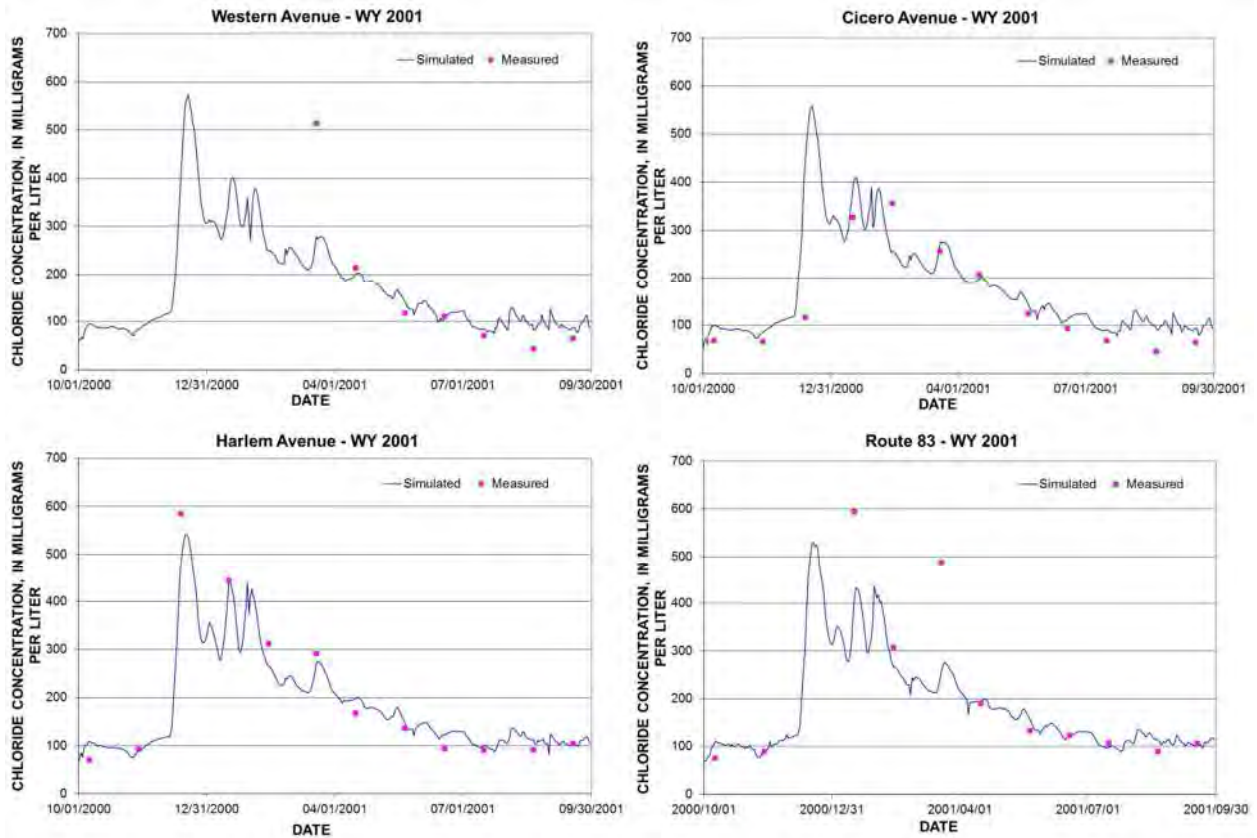 Western Avenue - WY 2001
CHLORIDE CONCENTRATION, IN MILLIGRAMS
PER LITER
700
600
500
400
300
200
100
0
Simulated
Measured
10/01/2000
12/31/2000
04/01/2001
07/01/2001
09/30/2001
DATE
Cicero Avenue - WY 2001
CHLORIDE CONCENTRATION, IN MILLIGRAMS
PER LITER
700
600
500
400
300
200
100
0
Simulated
Measured
10/01/2000
12/31/2000
04/01/2001
07/01/2001
09/30/2001
DATE
Harlem Avenue - WY 2001
CHLORIDE CONCENTRATION, IN MILLIGRAMS
PER LITER
700
600
500
400
300
200
100
0
Simulated
Measured
10/01/2000
12/31/2000
04/01/2001
07/01/2001
09/30/2001
DATE
Route 83 - WY 2001
CHLORIDE CONCENTRATION, IN MILLIGRAMS
PER LITER
700
600
500
400
300
200
100
0
Simulated
Measured
2000/10/01
2000/12/31
2001/04/01
2001/07/01
2001/09/30
DATE